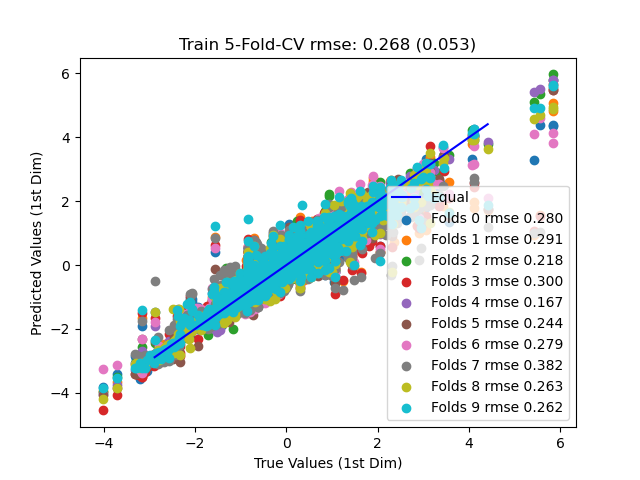 Train 5-Fold-CV rmse: 0.268 (0.053)
6
4
2
0
−2
−4
Predicted Values (1st Dim)
Equal
Folds 0 rmse 0.280
Folds 1 rmse 0.291
Folds 2 rmse 0.218
Folds 3 rmse 0.300
Folds 4 rmse 0.167
Folds 5 rmse 0.244
Folds 6 rmse 0.279
Folds 7 rmse 0.382
Folds 8 rmse 0.263
Folds 9 rmse 0.262
−4 −2 0 2 4 6
True Values (1st Dim)